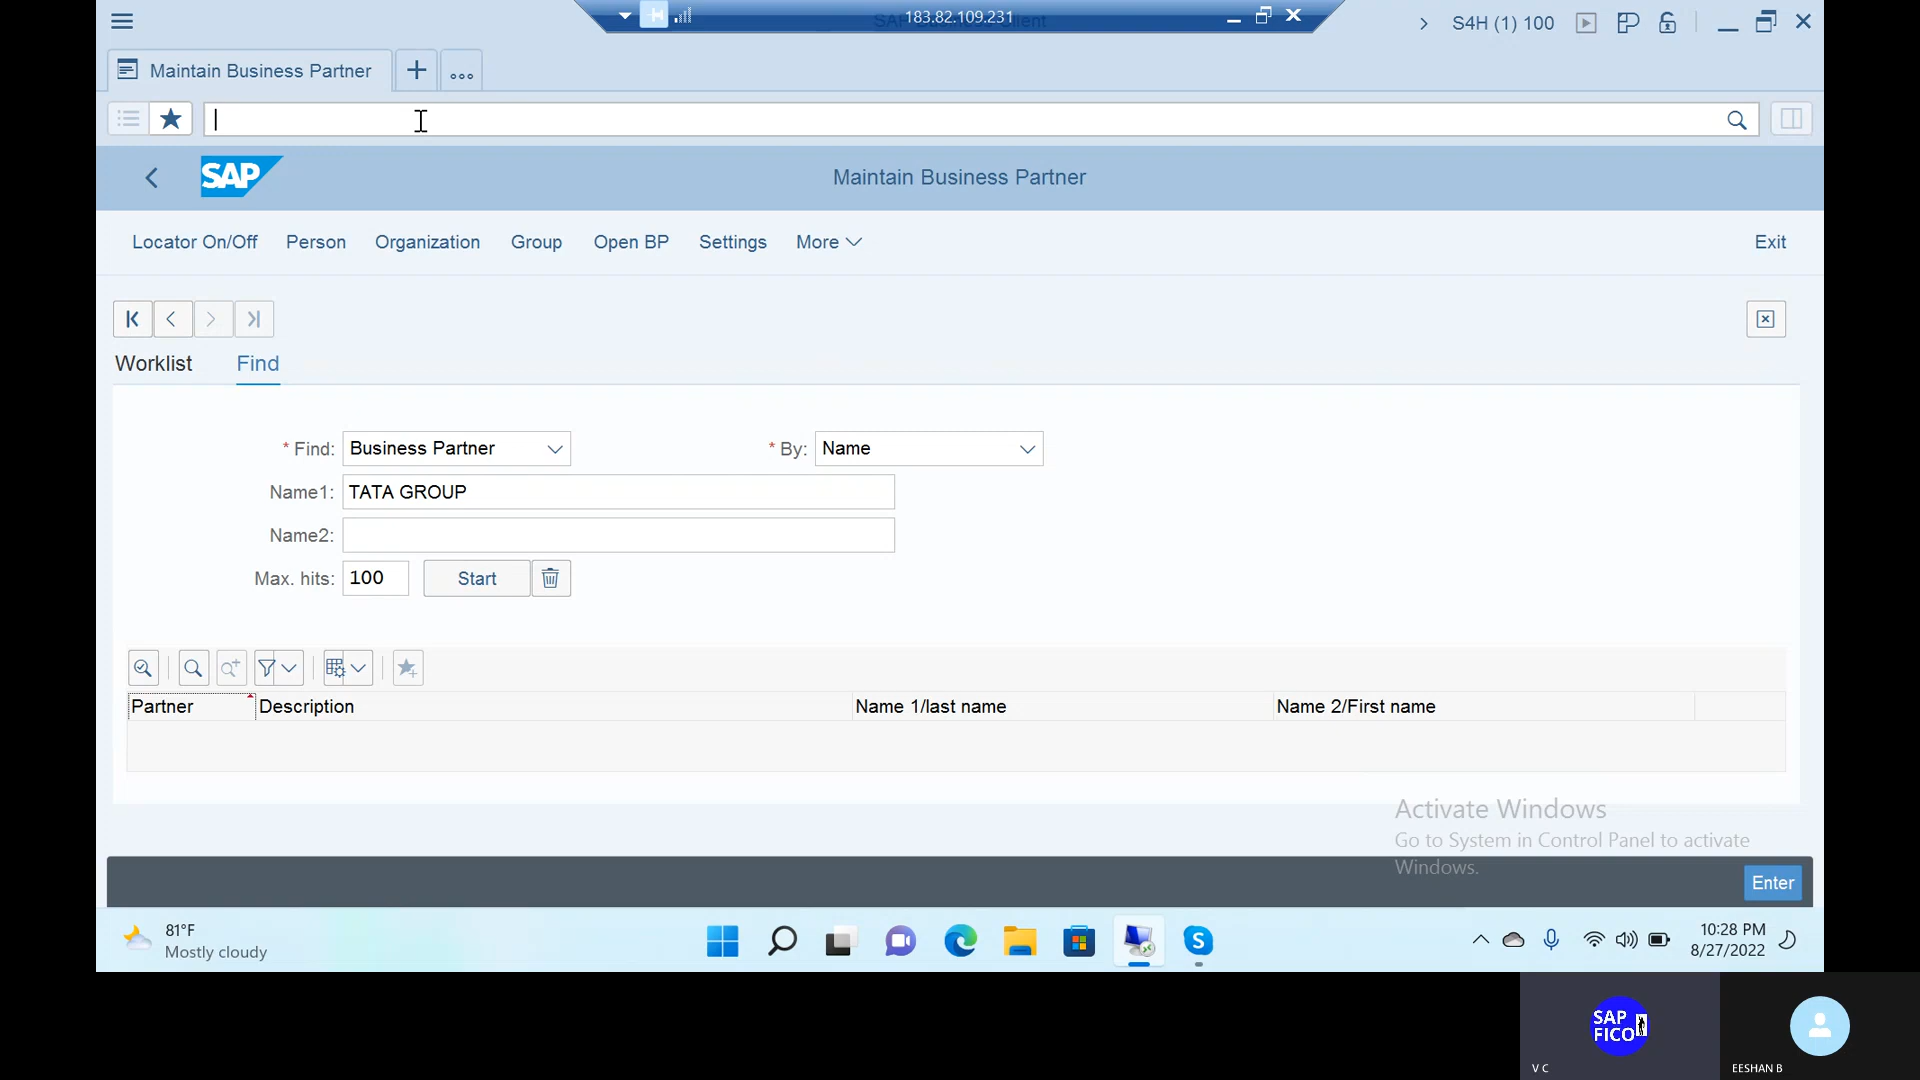 183.82.109.231
S4H (1) 100
Maintain Business Partner
SAP
Maintain Business Partner
Locator On/Off Person Organization Group Open BP Settings More Exit
Worklist Find
* Find: Business Partner * By: Name
Name1: TATA GROUP
Name2:
Max. hits: 100 Start
Partner Description Name 1/last name Name 2/First name
Activate Windows
Go to System in Control Panel to activate
Windows.
Enter
81°F
Mostly cloudy
10:28 PM
8/27/2022
SAP
FICO
V C
EESHAN B